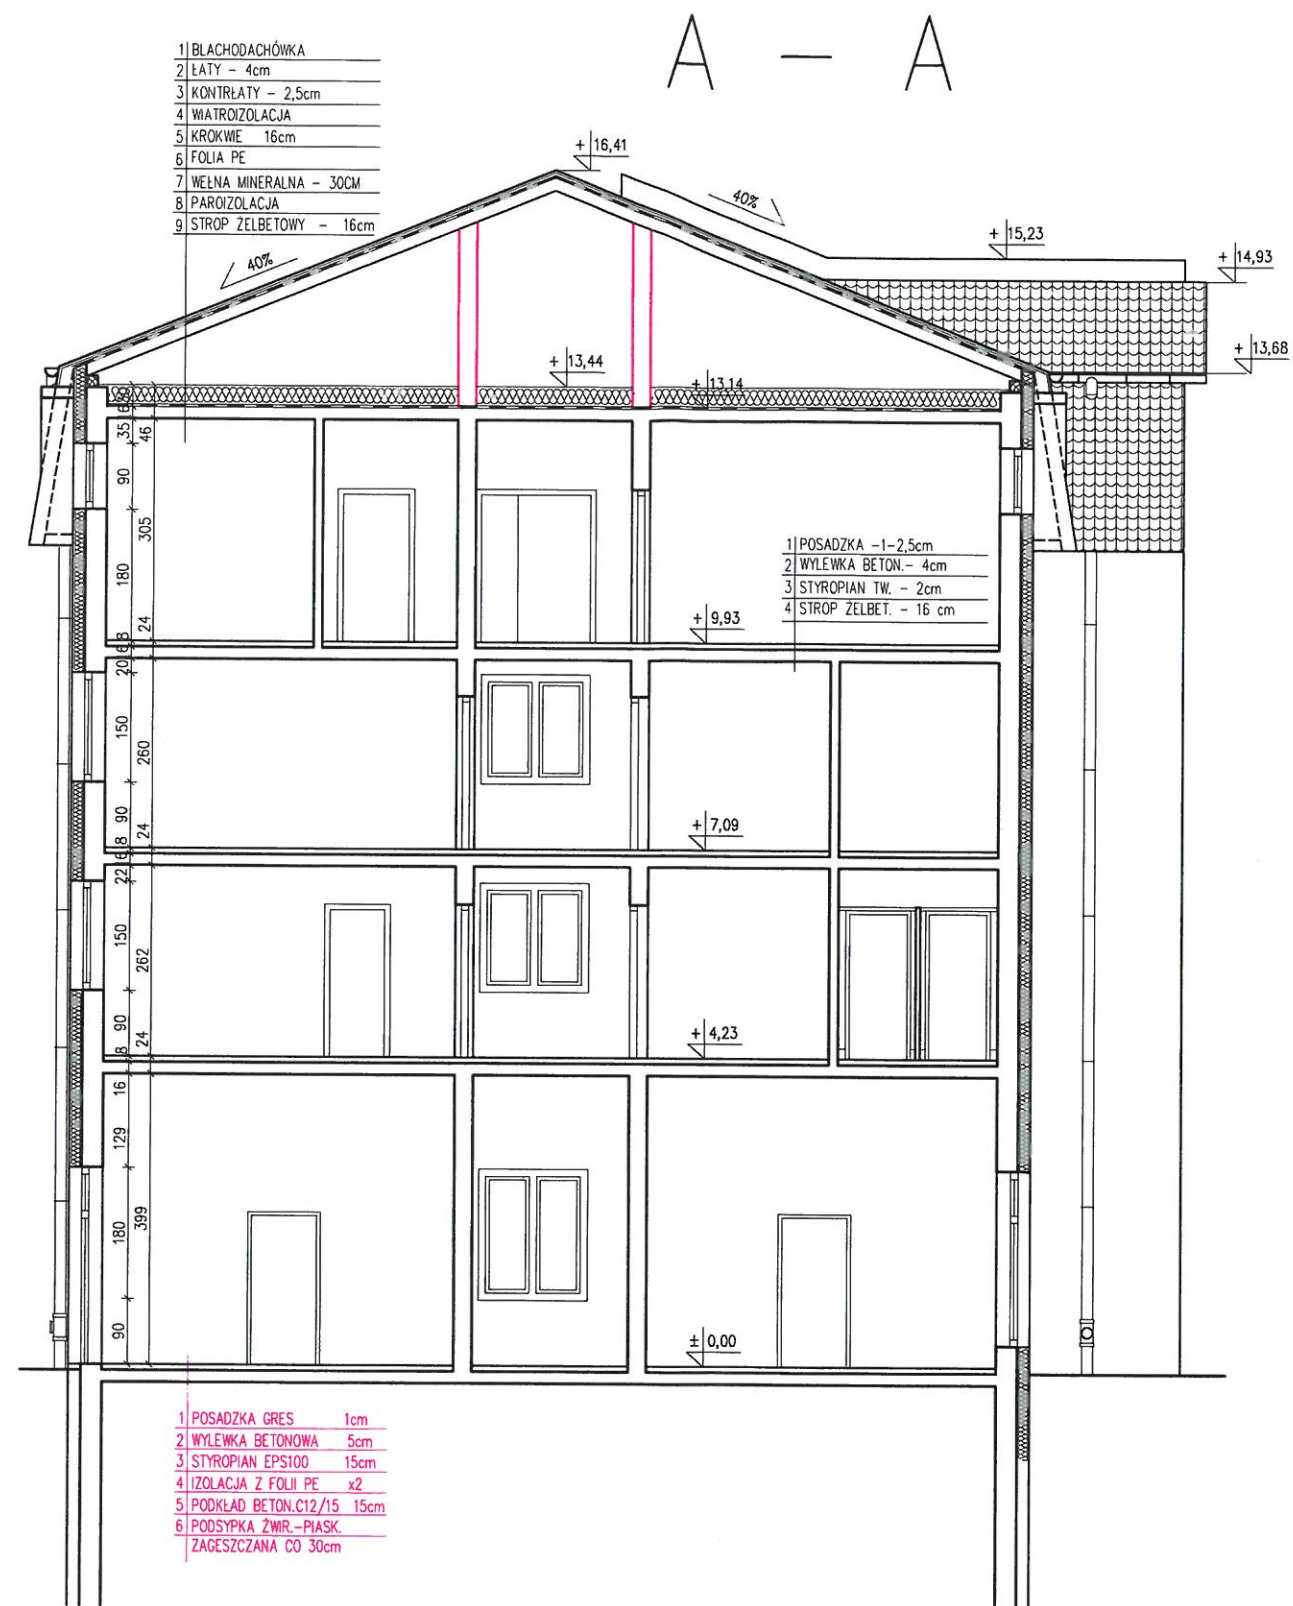 A — A
1 BLACHODACHÓWKA
2 ŁATY - 4cm
3 KONTRŁATY - 2,5cm
4 WIATROIZOLACJA
5 KROKWIE 16cm
6 FOLIA PE
7 WEŁNA MINERALNA - 30CM
8 PAROIZOLACJA
9 STROP ŻELBETOWY - 16cm
+ 16,41
40%
40%
+ 15,23
+ 14,93
+ 13,68
+ 13,44
+ 13,14
35
46
90
305
180
24
1 POSADZKA -1-2,5cm
2 WYLEWKA BETON.- 4cm
3 STYROPIAN TW. - 2cm
4 STROP ŻELBET. - 16 cm
+ 9,93
8
20
150
260
90
24
+ 7,09
8
22
150
262
90
24
+ 4,23
8
16
129
180
399
90
± 0,00
1 POSADZKA GRES 1cm
2 WYLEWKA BETONOWA 5cm
3 STYROPIAN EPS100 15cm
4 IZOLACJA Z FOLII PE x2
5 PODKŁAD BETON.C12/15 15cm
6 PODSYPKA ŻWIR.-PIASK.
ZAGESZCZANA CO 30cm